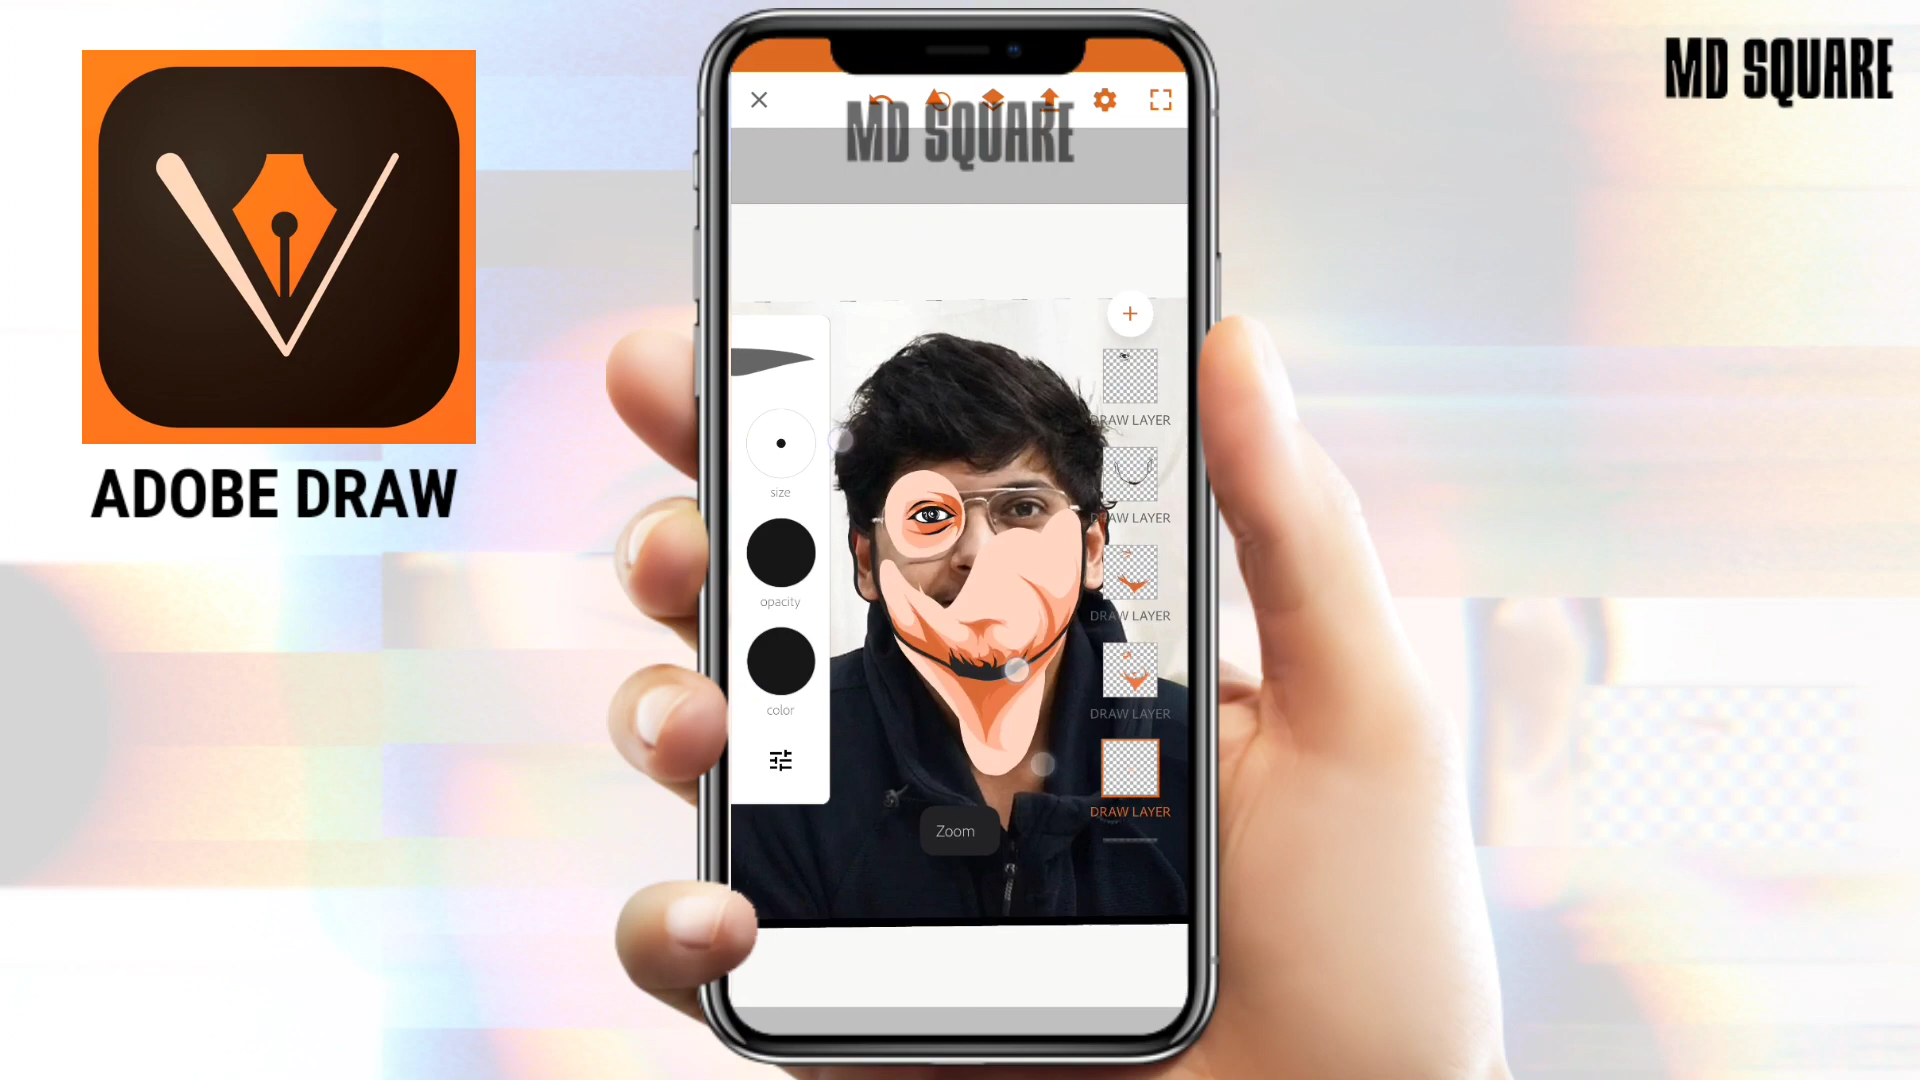 MD SQUARE
ADOBE DRAW
MD SQUARE
size
opacity
color
DRAW LAYER
DRAW LAYER
DRAW LAYER
DRAW LAYER
DRAW LAYER
Zoom